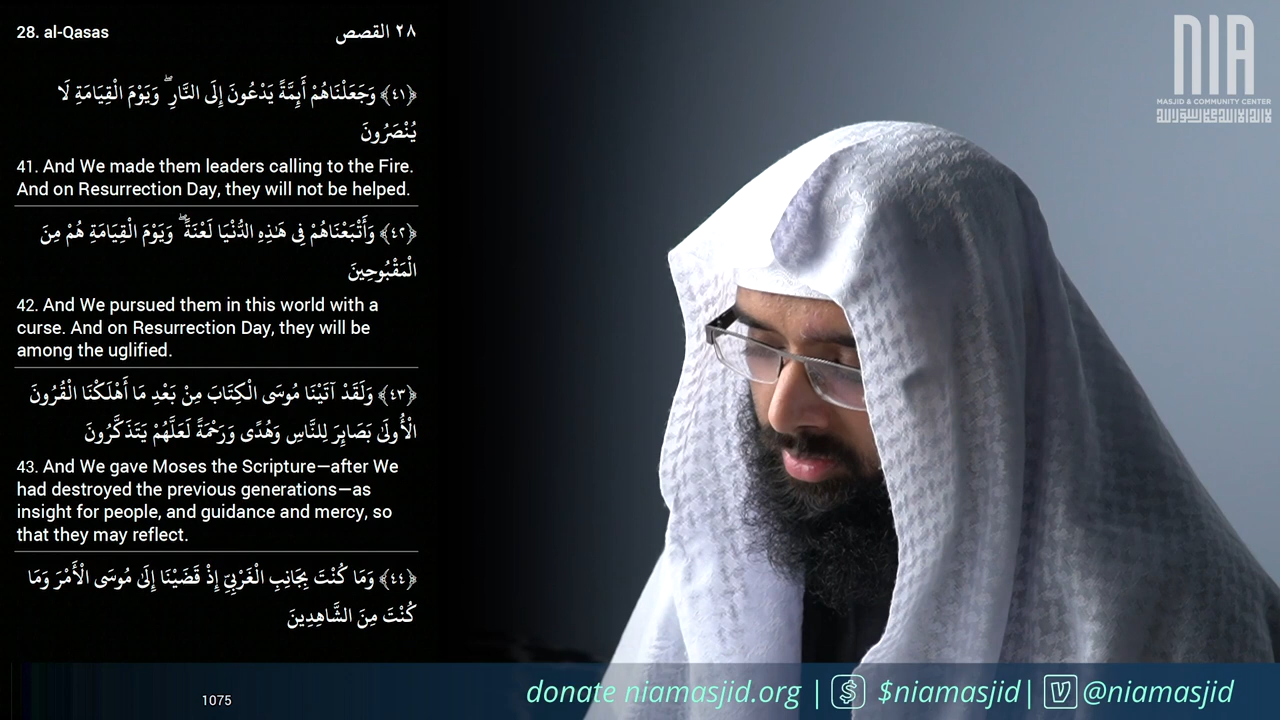 28. al-Qasas
٢٨ القصص
﴿٤١﴾ وَجَعَلْنَاهُمْ أَئِمَّةً يَدْعُونَ إِلَى النَّارِ ۖ وَيَوْمَ الْقِيَامَةِ لَا
يُنْصَرُونَ
41. And We made them leaders calling to the Fire.
And on Resurrection Day, they will not be helped.
﴿٤٢﴾ وَأَتْبَعْنَاهُمْ فِي هَٰذِهِ الدُّنْيَا لَعْنَةً ۖ وَيَوْمَ الْقِيَامَةِ هُمْ مِنَ
الْمَقْبُوحِينَ
42. And We pursued them in this world with a
curse. And on Resurrection Day, they will be
among the uglified.
﴿٤٣﴾ وَلَقَدْ آتَيْنَا مُوسَى الْكِتَابَ مِنْ بَعْدِ مَا أَهْلَكْنَا الْقُرُونَ
الْأُولَىٰ بَصَائِرَ لِلنَّاسِ وَهُدًى وَرَحْمَةً لَعَلَّهُمْ يَتَذَكَّرُونَ
43. And We gave Moses the Scripture—after We
had destroyed the previous generations—as
insight for people, and guidance and mercy, so
that they may reflect.
﴿٤٤﴾ وَمَا كُنْتَ بِجَانِبِ الْغَرْبِيِّ إِذْ قَضَيْنَا إِلَىٰ مُوسَى الْأَمْرَ وَمَا
كُنْتَ مِنَ الشَّاهِدِينَ
1075
NIA
MASJID & COMMUNITY CENTER
donate niamasjid.org | $ $niamasjid | V @niamasjid